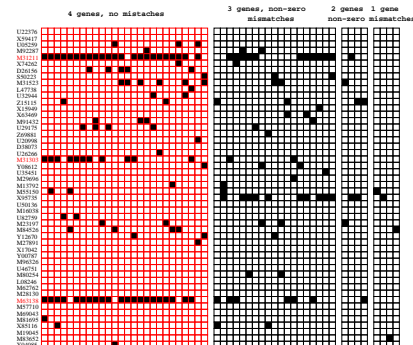 4 genes, no mistaches
3 genes, non-zero mismatches
2 genes non-zero
1 gene mismatches
U22376
X59417
U05259
M92287
M31211
X74262
D26156
S50223
M31523
L47738
U32944
Z15115
X15949
X63469
M91432
U29175
Z69881
U20998
D38073
U26266
M31303
Y08612
U35451
M29696
M13792
M55150
X95735
U50136
M16038
U82759
M23197
M84526
Y12670
M27891
X17042
Y00787
M96326
U46751
M80254
L08246
M62762
M28130
M63138
M57710
M69043
M81695
X85116
M19045
M83652